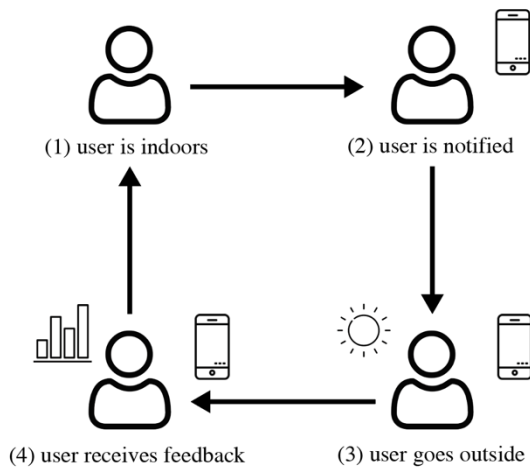 (1) user is indoors
(2) user is notified
(4) user receives feedback
(3) user goes outside